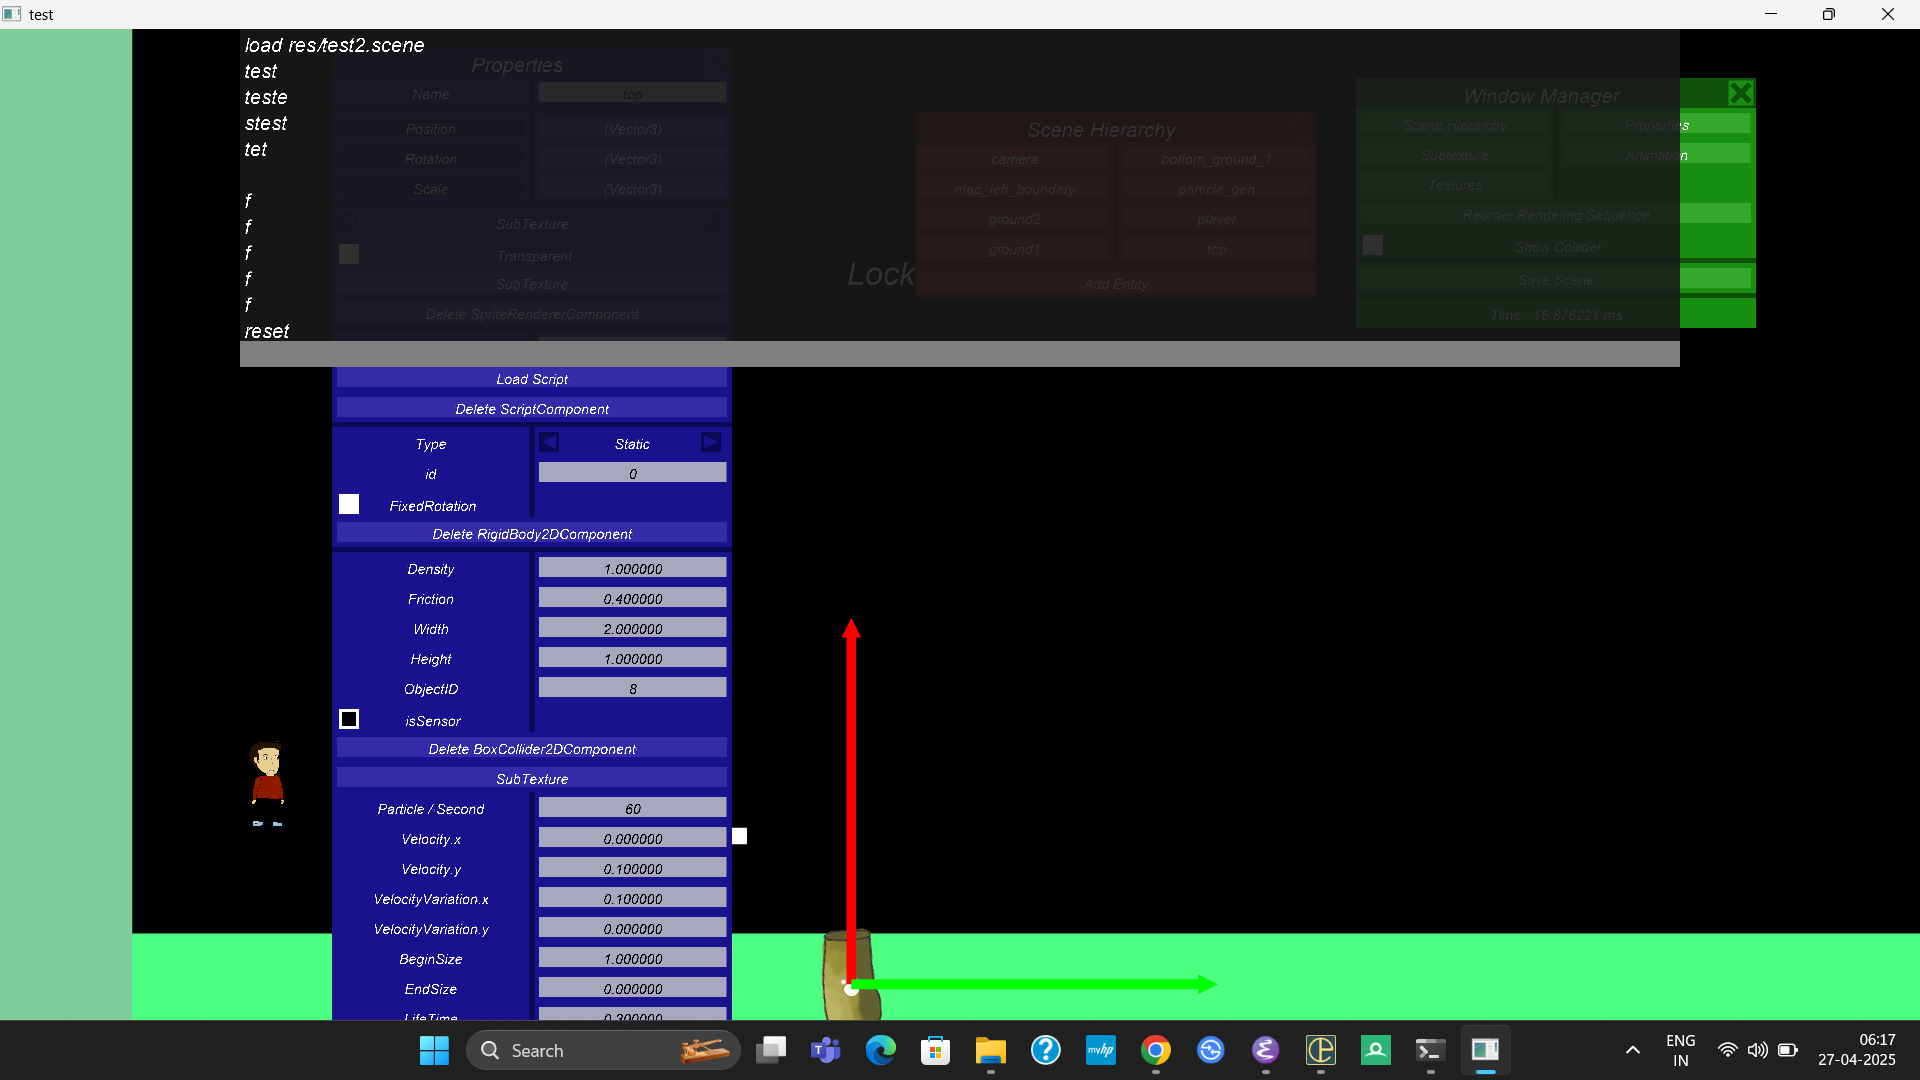 test
load res/test2.scene
test
teste
stest
tet
f
f
f
f
f
reset
Properties
Name top
Position (Vector3)
Rotation (Vector3)
Scale (Vector3)
SubTexture
Transparent
SubTexture
Delete SpriteRendererComponent
Load Script
Delete ScriptComponent
Type Static
id 0
FixedRotation
Delete RigidBody2DComponent
Density 1.000000
Friction 0.400000
Width 2.000000
Height 1.000000
ObjectID 8
isSensor
Delete BoxCollider2DComponent
SubTexture
Particle / Second 60
Velocity.x 0.000000
Velocity.y 0.100000
VelocityVariation.x 0.100000
VelocityVariation.y 0.000000
BeginSize 1.000000
EndSize 0.000000
LifeTime 0.300000
Lock
Scene Hierarchy
camera bottom_ground_1
map_left_boundary particle_gen
ground2 player
ground1 top
Add Entity
Window Manager
Scene Hierarchy Properties
Subtexture Animation
Textures
Reorder Rendering Sequence
Show Collider
Save Scene
Time : 15.876221 ms
Search
myhp
ENG
IN
06:17
27-04-2025